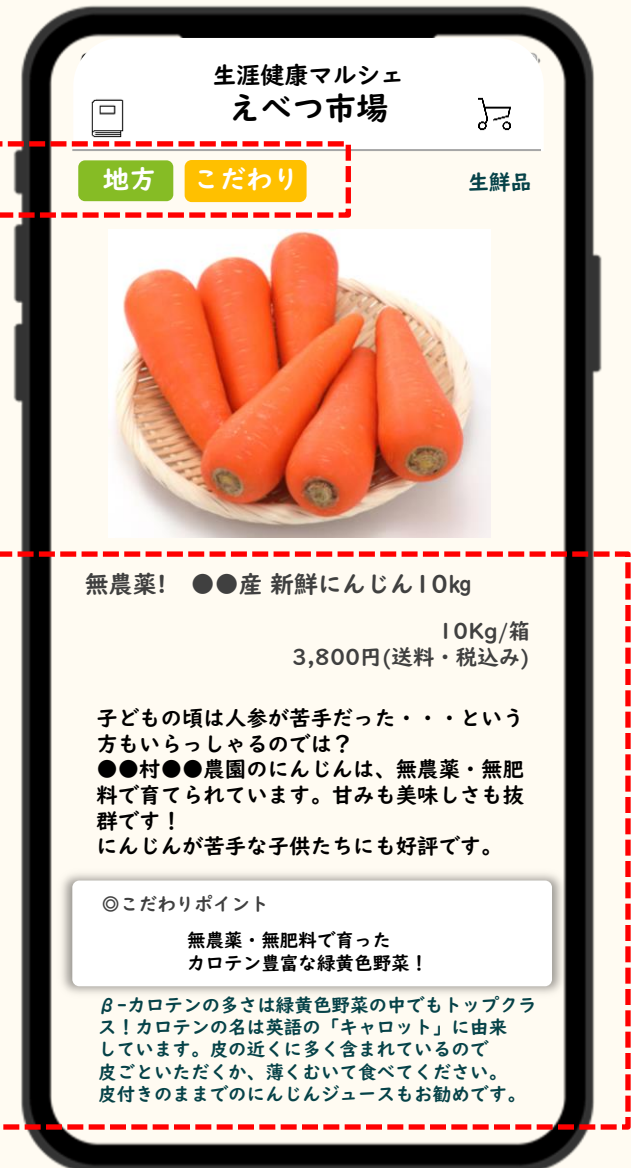 生涯健康マルシェ
えべつ市場
地方 こだわり 生鮮品
無農薬! ●●産 新鮮にんじん10kg
10Kg/箱
3,800円(送料・税込み)
子どもの頃は人参が苦手だった・・・という
方もいらっしゃるのでは？
●●村●●農園のにんじんは、無農薬・無肥
料で育てられています。甘みも美味しさも抜
群です！
にんじんが苦手な子供たちにも好評です。
◎こだわりポイント
無農薬・無肥料で育った
カロテン豊富な緑黄色野菜！
β-カロテンの多さは緑黄色野菜の中でもトップクラ
ス！カロテンの名は英語の「キャロット」に由来
しています。皮の近くに多く含まれているので
皮ごといただくか、薄くむいて食べてください。
皮付きのままでのにんじんジュースもお勧めです。